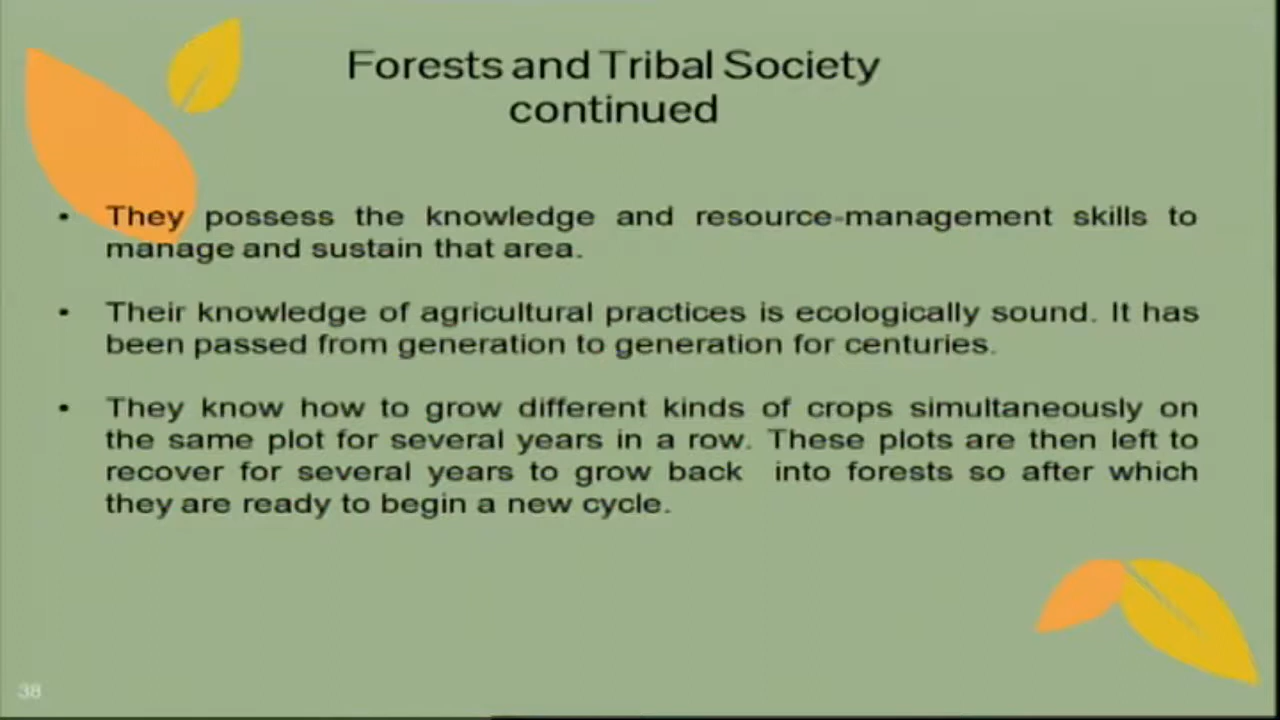 Forests and Tribal Society
continued
• They possess the knowledge and resource-management skills to
manage and sustain that area.
• Their knowledge of agricultural practices is ecologically sound. It has
been passed from generation to generation for centuries.
• They know how to grow different kinds of crops simultaneously on
the same plot for several years in a row. These plots are then left to
recover for several years to grow back into forests so after which
they are ready to begin a new cycle.
38